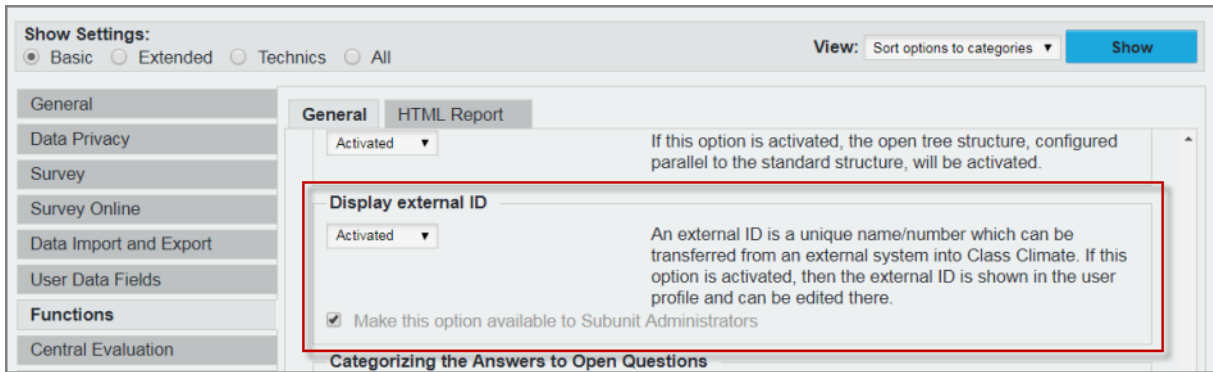 Show Settings:
Basic Extended Technics All
View: Sort options to categories Show
General
Data Privacy
Survey
Survey Online
Data Import and Export
User Data Fields
Functions
Central Evaluation
General HTML Report
Activated
If this option is activated, the open tree structure, configured
parallel to the standard structure, will be activated.
Display external ID
Activated
An external ID is a unique name/number which can be
transferred from an external system into Class Climate. If this
option is activated, then the external ID is shown in the user
profile and can be edited there.
Make this option available to Subunit Administrators
Categorizing the Answers to Open Questions